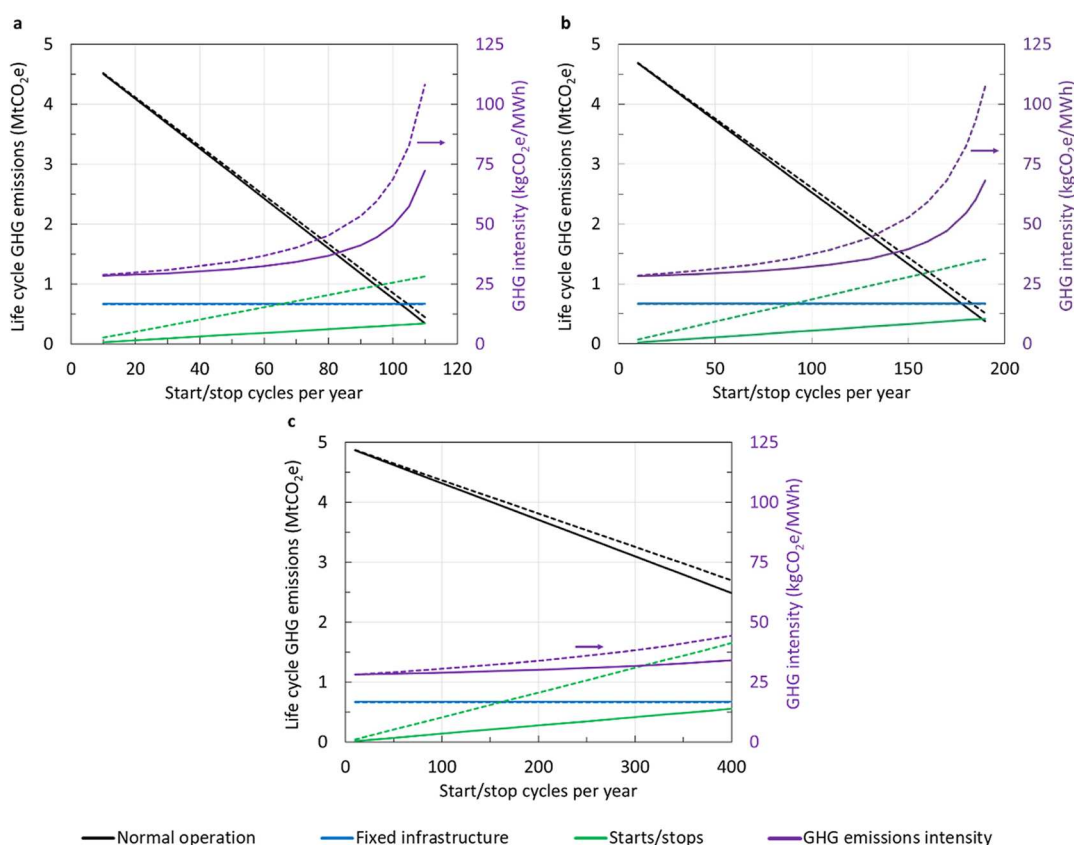 a
Life cycle GHG emissions (MtCO₂e)
5
4
3
2
1
0
125
100
75
50
25
0
GHG intensity (kgCO₂e/MWh)
0 20 40 60 80 100 120
Start/stop cycles per year
b
Life cycle GHG emissions (MtCO₂e)
5
4
3
2
1
0
125
100
75
50
25
0
GHG intensity (kgCO₂e/MWh)
0 50 100 150 200
Start/stop cycles per year
c
Life cycle GHG emissions (MtCO₂e)
5
4
3
2
1
0
125
100
75
50
25
0
GHG intensity (kgCO₂e/MWh)
0 100 200 300 400
Start/stop cycles per year
Normal operation Fixed infrastructure Starts/stops GHG emissions intensity